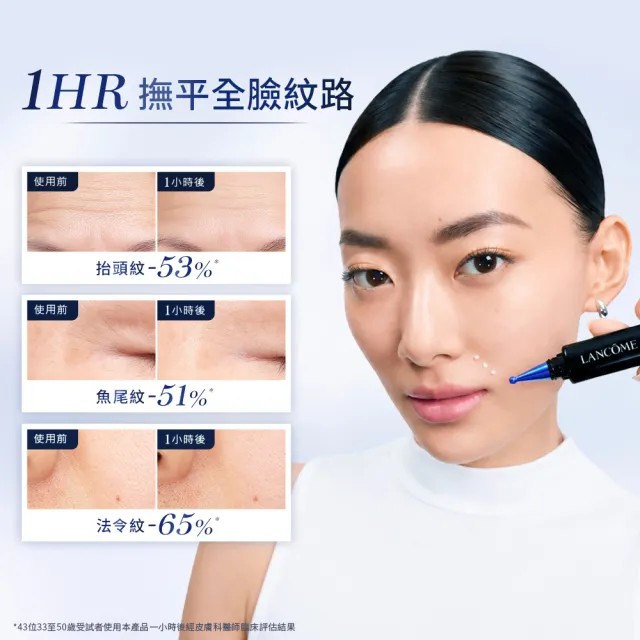 1HR 撫平全臉紋路
使用前
1小時後
抬頭紋-53%*
使用前
1小時後
魚尾紋-51%*
使用前
1小時後
法令紋-65%*
LANCÔME
*43位33至50歲受試者使用本產品一小時後經皮膚科醫師臨床評估結果